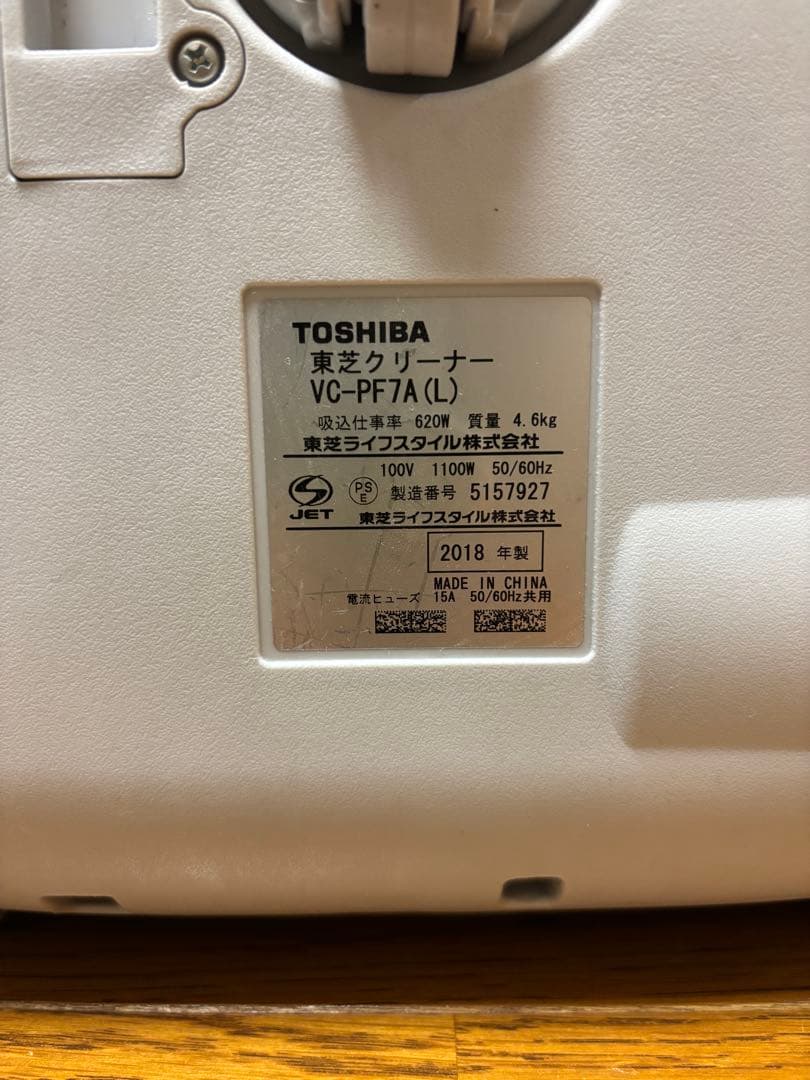 TOSHIBA
東芝クリーナー
VC-PF7A(L)
吸込仕事率 620W 質量 4.6kg
東芝ライフスタイル株式会社
100V 1100W 50/60Hz
JET PSE 製造番号 5157927
東芝ライフスタイル株式会社
2018 年製
MADE IN CHINA
電流ヒューズ 15A 50/60Hz共用